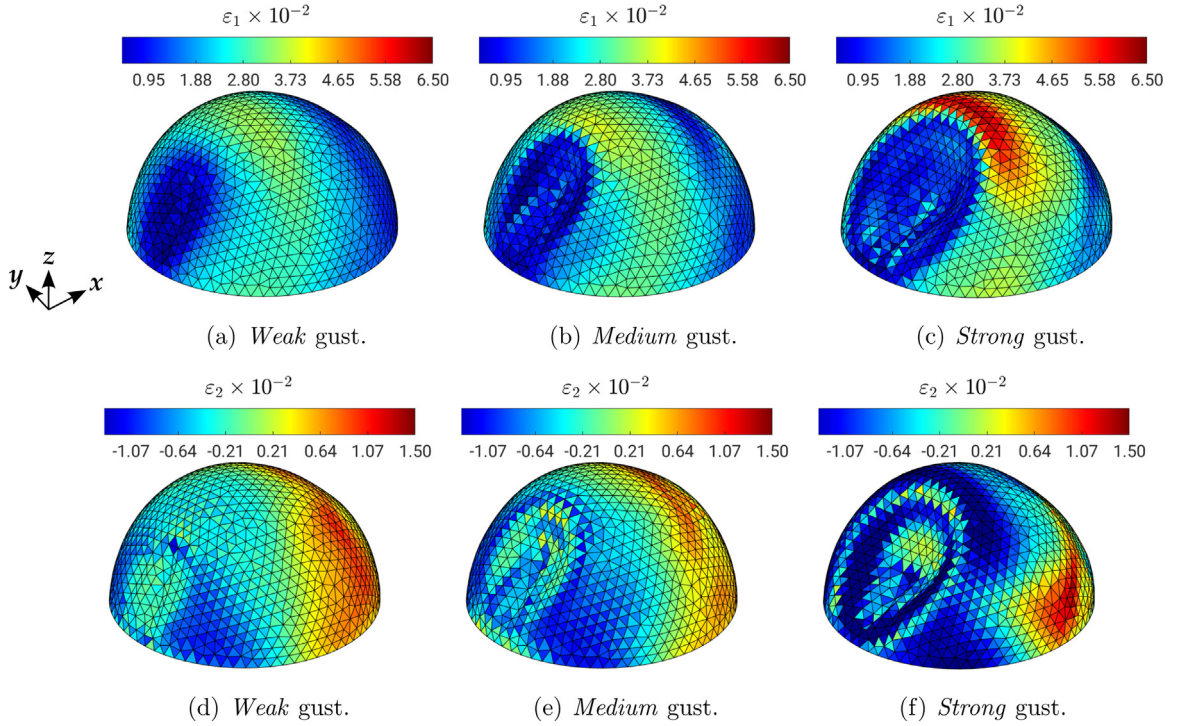 ε₁ × 10⁻² ε₁ × 10⁻² ε₁ × 10⁻²
0.95 1.88 2.80 3.73 4.65 5.58 6.50 0.95 1.88 2.80 3.73 4.65 5.58 6.50 0.95 1.88 2.80 3.73 4.65 5.58 6.50
z
y x
(a) Weak gust. (b) Medium gust. (c) Strong gust.
ε₂ × 10⁻² ε₂ × 10⁻² ε₂ × 10⁻²
-1.07 -0.64 -0.21 0.21 0.64 1.07 1.50 -1.07 -0.64 -0.21 0.21 0.64 1.07 1.50 -1.07 -0.64 -0.21 0.21 0.64 1.07 1.50
(d) Weak gust. (e) Medium gust. (f) Strong gust.